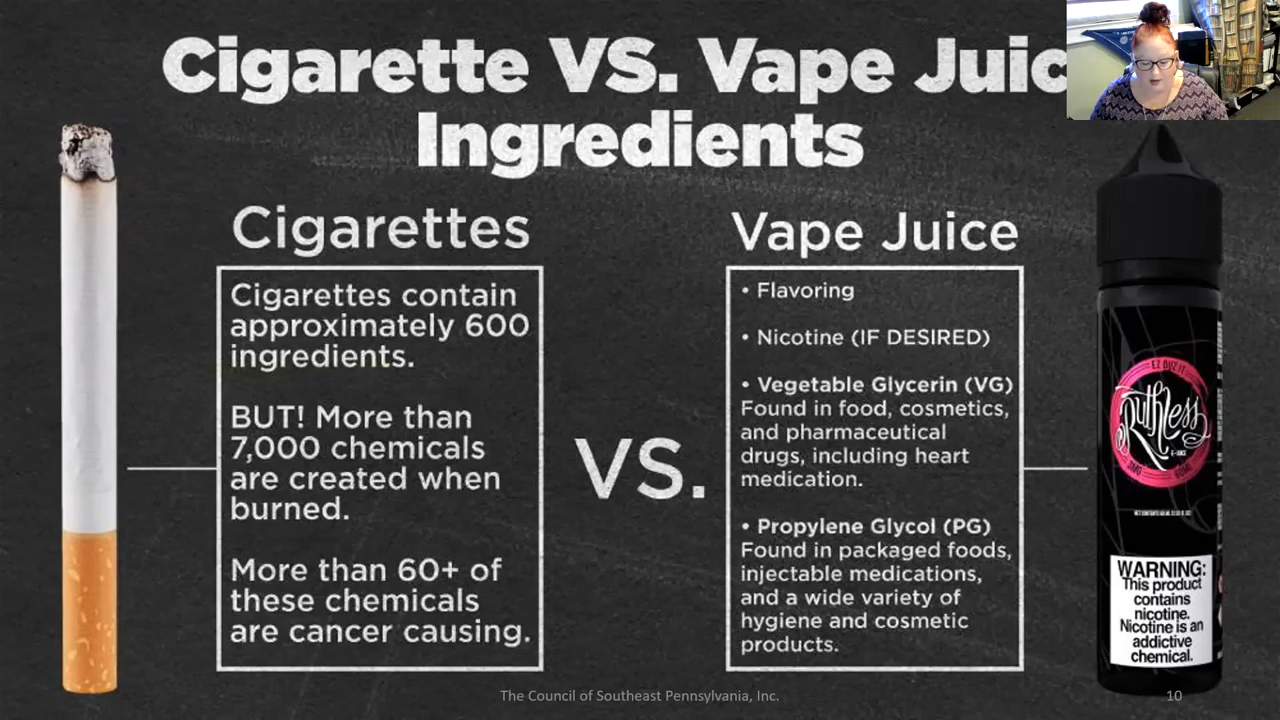 Cigarette VS. Vape Juic
Ingredients
Cigarettes
Cigarettes contain
approximately 600
ingredients.
BUT! More than
7,000 chemicals
are created when
burned.
More than 60+ of
these chemicals
are cancer causing.
VS.
Vape Juice
• Flavoring
• Nicotine (IF DESIRED)
• Vegetable Glycerin (VG)
Found in food, cosmetics,
and pharmaceutical
drugs, including heart
medication.
• Propylene Glycol (PG)
Found in packaged foods,
injectable medications,
and a wide variety of
hygiene and cosmetic
products.
EZ DUZ IT
Ruthless
E-JUICE
WARNING:
This product
contains
nicotine.
Nicotine is an
addictive
chemical.
The Council of Southeast Pennsylvania, Inc.
10